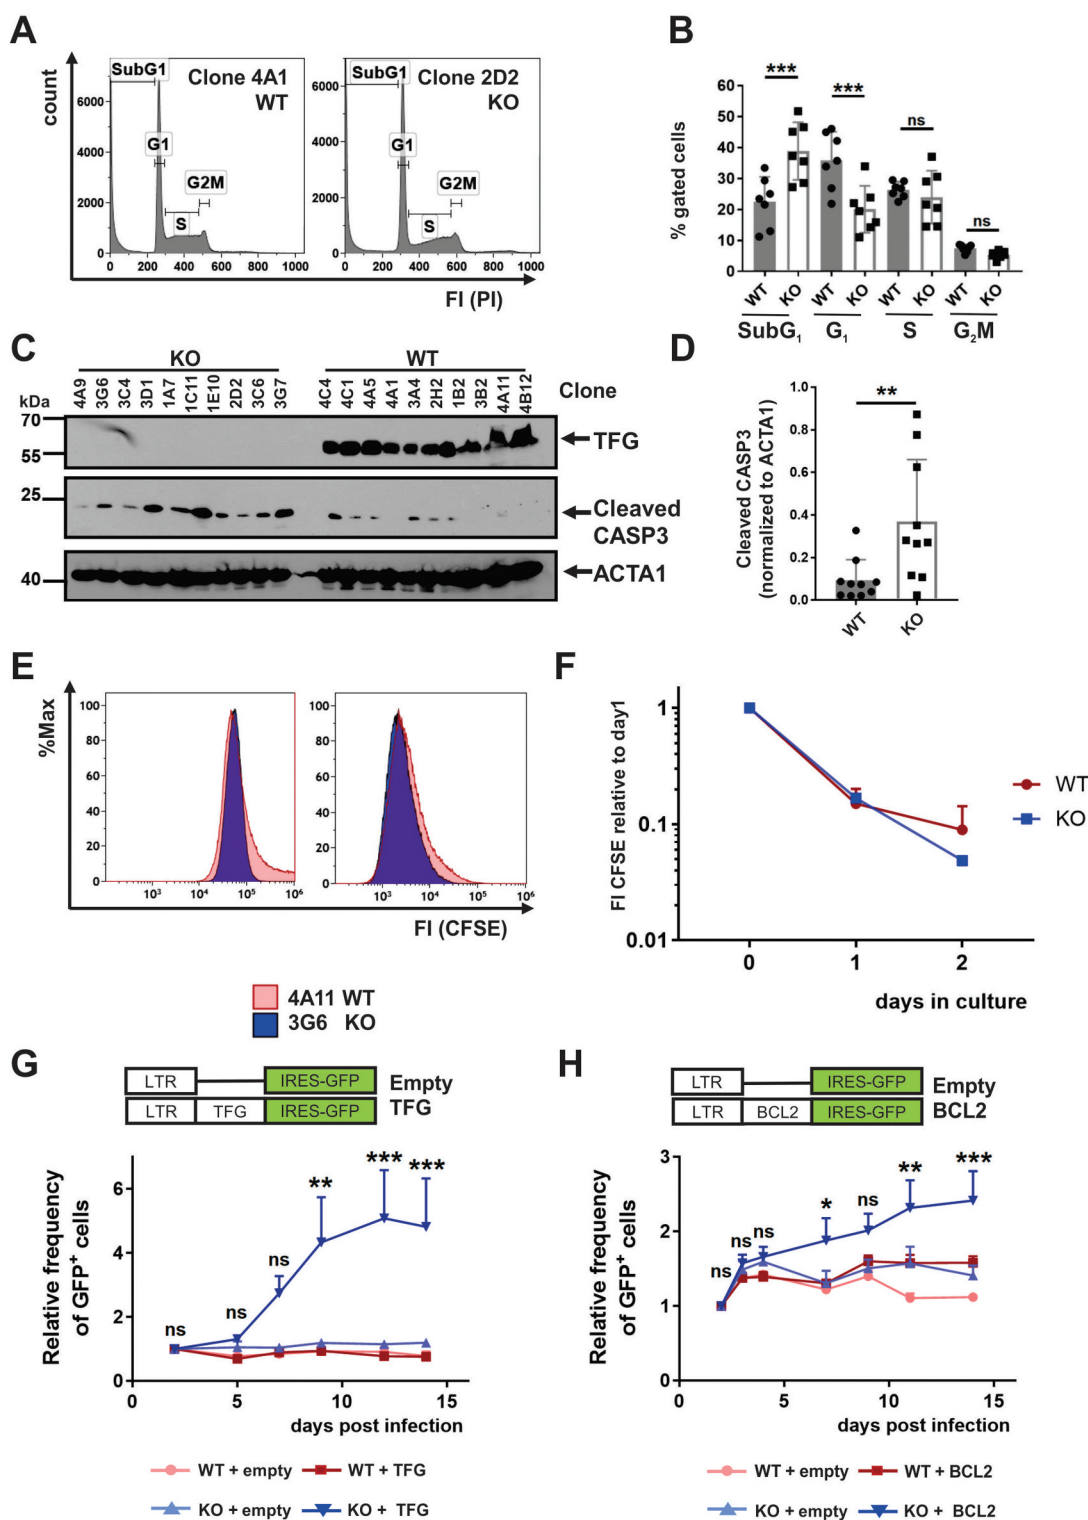 A
count
SubG1
Clone 4A1
WT
6000
4000
2000
0
G1
G2M
S
0 200 400 600 800 1000
SubG1
Clone 2D2
KO
6000
4000
2000
0
G1
G2M
S
0 200 400 600 800 1000
FI (PI)
B
% gated cells
60
50
40
30
20
10
0
*** *** ns ns
WT KO WT KO WT KO WT KO
SubG1 G1 S G2M
C
KO WT
4A9 3G6 3C4 3D1 1A7 1C11 1E10 2D2 3C6 3G7 4C4 4C1 4A5 4A1 3A4 2H2 1B2 3B2 4A11 4B12
Clone
kDa
70
55
TFG
25
Cleaved
CASP3
40
ACTA1
D
Cleaved CASP3
(normalized to ACTA1)
1.0
0.8
0.6
0.4
0.2
0.0
**
WT KO
E
%Max
100
80
60
40
20
0
10³ 10⁴ 10⁵ 10⁶
100
80
60
40
20
0
10³ 10⁴ 10⁵ 10⁶
FI (CFSE)
4A11 WT
3G6 KO
F
FI CFSE relative to day1
1
0.1
0.01
0 1 2
days in culture
WT
KO
G
LTR IRES-GFP Empty
LTR TFG IRES-GFP TFG
Relative frequency
of GFP⁺ cells
6
4
2
0
ns ns ns ** *** ***
0 5 10 15
days post infection
WT + empty WT + TFG
KO + empty KO + TFG
H
LTR IRES-GFP Empty
LTR BCL2 IRES-GFP BCL2
Relative frequency
of GFP⁺ cells
3
2
1
0
ns ns ns * ns ** ***
0 5 10 15
days post infection
WT + empty WT + BCL2
KO + empty KO + BCL2